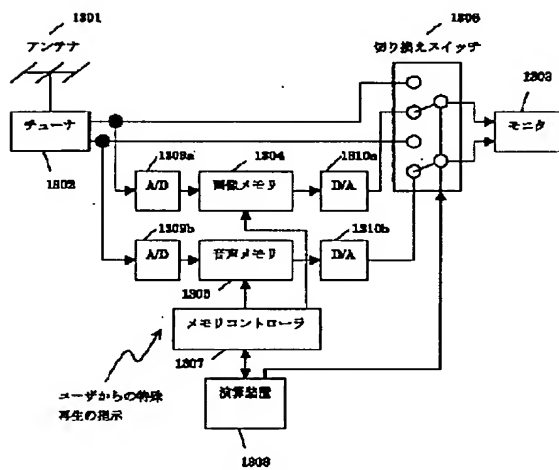 1301
アンテナ
1306
切り換えスイッチ
1303
チューナ
モニタ
1302
1309a
1304
1310a
A/D
画像メモリ
D/A
1309b
1310b
A/D
音声メモリ
D/A
1305
メモリコントローラ
1307
ユーザからの特殊
再生の指示
演算装置
1308